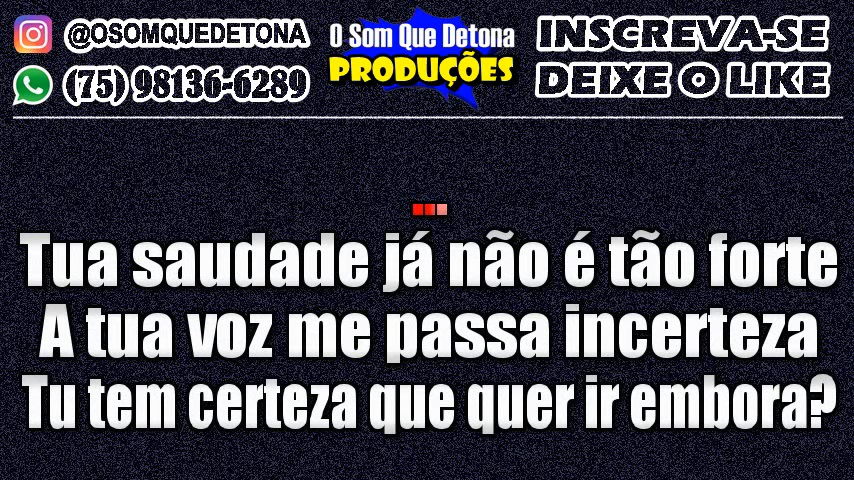 @OSOMQUEDETONA
(75) 98136-6289
O Som Que Detona
PRODUÇÕES
INSCREVA-SE
DEIXE O LIKE
Tua saudade já não é tão forte
A tua voz me passa incerteza
Tu tem certeza que quer ir embora?